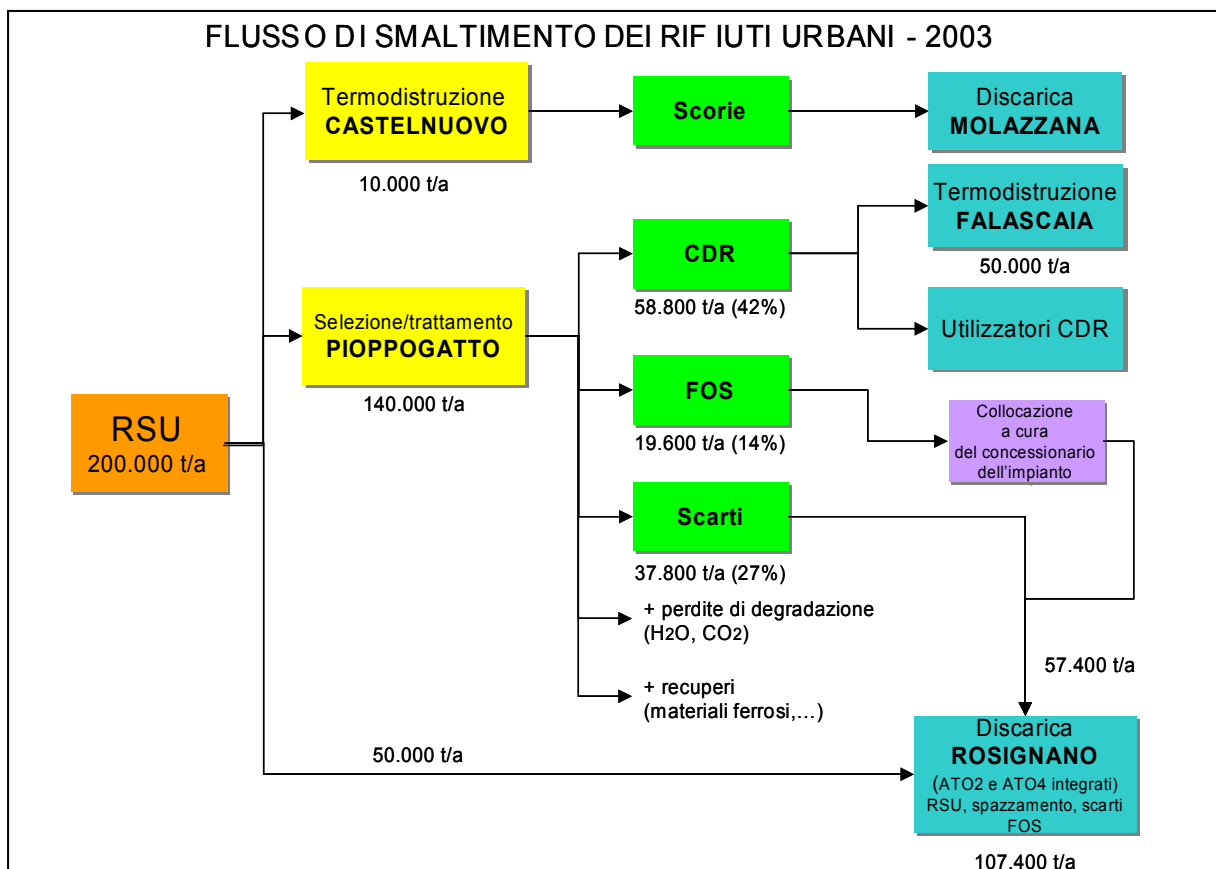 FLUSSO DI SMALTIMENTO DEI RIF IUTI URBANI - 2003
Termodistruzione
CASTELNUOVO
10.000 t/a
Scorie
Discarica
MOLAZZANA
Termodistruzione
FALASCAIA
50.000 t/a
CDR
58.800 t/a (42%)
Utilizzatori CDR
Selezione/trattamento
PIOPPOGATTO
140.000 t/a
RSU
200.000 t/a
FOS
19.600 t/a (14%)
Collocazione
a cura
del concessionario
dell'impianto
Scarti
37.800 t/a (27%)
+ perdite di degradazione
(H2O, CO2)
+ recuperi
(materiali ferrosi,...)
57.400 t/a
50.000 t/a
Discarica
ROSIGNANO
(ATO2 e ATO4 integrati)
RSU, spazzamento, scarti
FOS
107.400 t/a